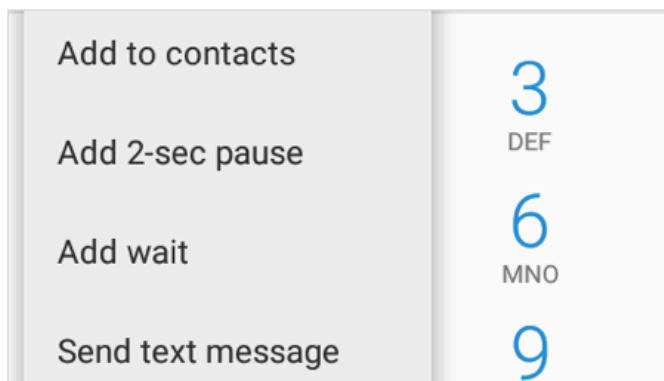 Add to contacts
Add 2-sec pause
Add wait
Send text message
3
DEF
6
MNO
9